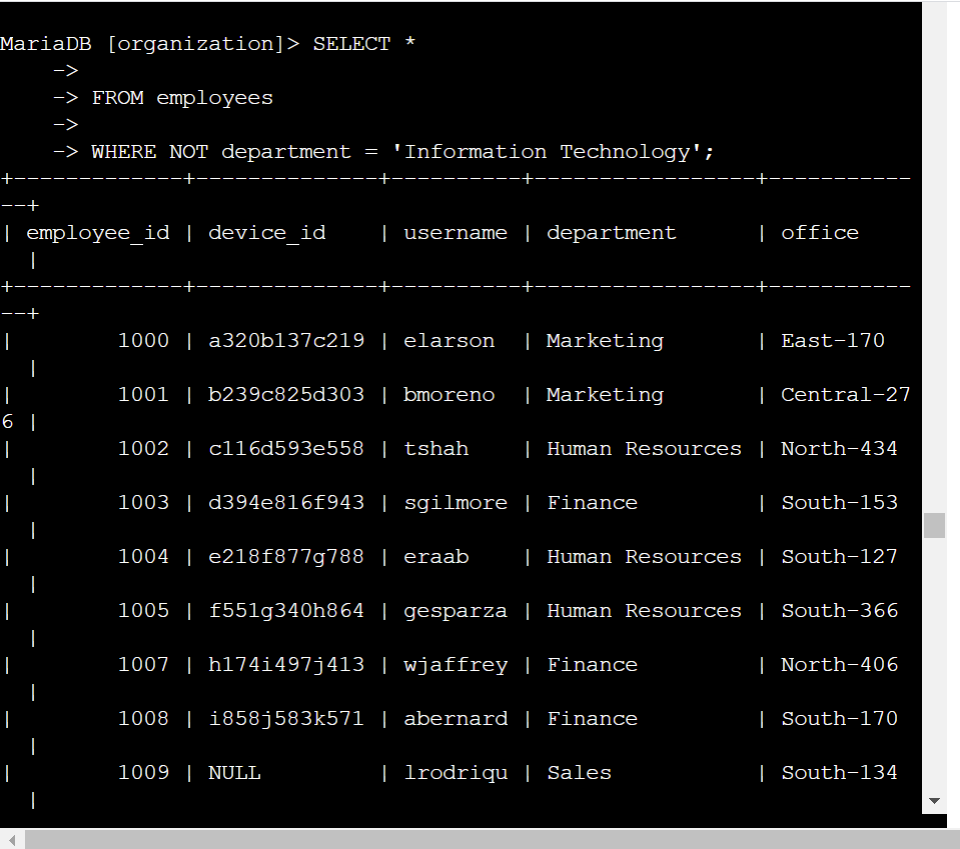 MariaDB [organization]> SELECT *
    ->
    -> FROM employees
    ->
    -> WHERE NOT department = 'Information Technology';
+-------------+--------------+----------+-----------------+-----------
--+
| employee_id | device_id    | username | department      | office
  |
+-------------+--------------+----------+-----------------+-----------
--+
|        1000 | a320b137c219 | elarson  | Marketing       | East-170
  |
|        1001 | b239c825d303 | bmoreno  | Marketing       | Central-27
6 |
|        1002 | c116d593e558 | tshah    | Human Resources | North-434
  |
|        1003 | d394e816f943 | sgilmore | Finance         | South-153
  |
|        1004 | e218f877g788 | eraab    | Human Resources | South-127
  |
|        1005 | f551g340h864 | gesparza | Human Resources | South-366
  |
|        1007 | h174i497j413 | wjaffrey | Finance         | North-406
  |
|        1008 | i858j583k571 | abernard | Finance         | South-170
  |
|        1009 | NULL         | lrodriqu | Sales           | South-134
  |